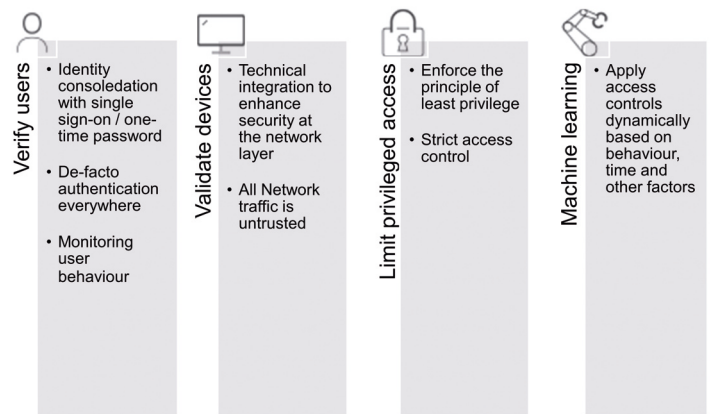 Verify users
• Identity
consoledation
with single
sign-on / one-
time password
• De-facto
authentication
everywhere
• Monitoring
user
behaviour
Validate devices
• Technical
integration to
enhance
security at
the network
layer
• All Network
traffic is
untrusted
Limit privileged access
• Enforce the
principle of
least privilege
• Strict access
control
Machine learning
• Apply
access
controls
dynamically
based on
behaviour,
time and
other factors